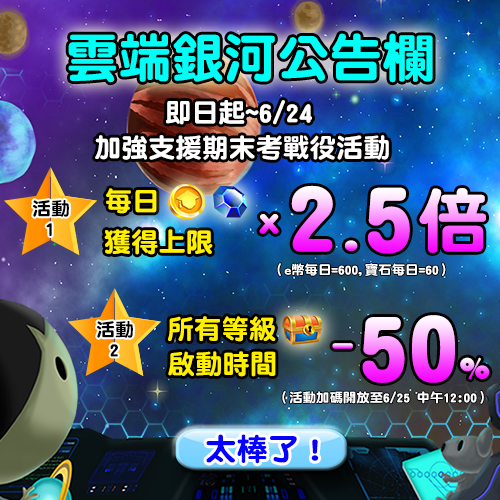 雲端銀河公告欄
即日起~6/24
加強支援期末考戰役活動
活動
1
每日
獲得上限
×2.5倍
(e幣每日=600, 寶石每日=60)
活動
2
所有等級
啟動時間
-50%
(活動加碼開放至6/25 中午12:00)
太棒了!